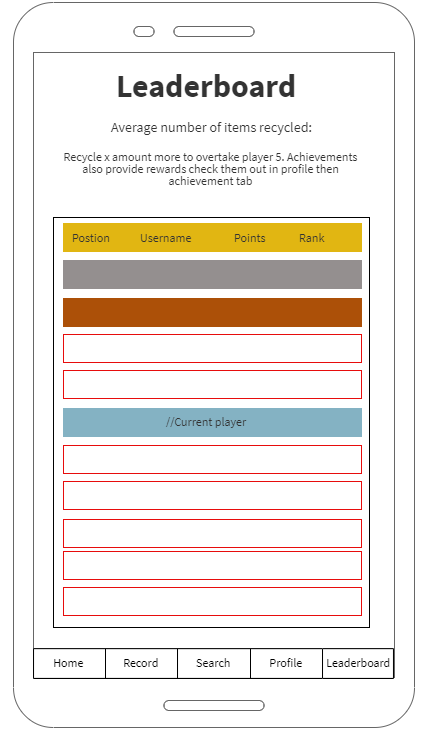 Leaderboard
Average number of items recycled:
Recycle x amount more to overtake player 5. Achievements
also provide rewards check them out in profile then
achievement tab
Postion Username Points Rank
//Current player
Home Record Search Profile Leaderboard